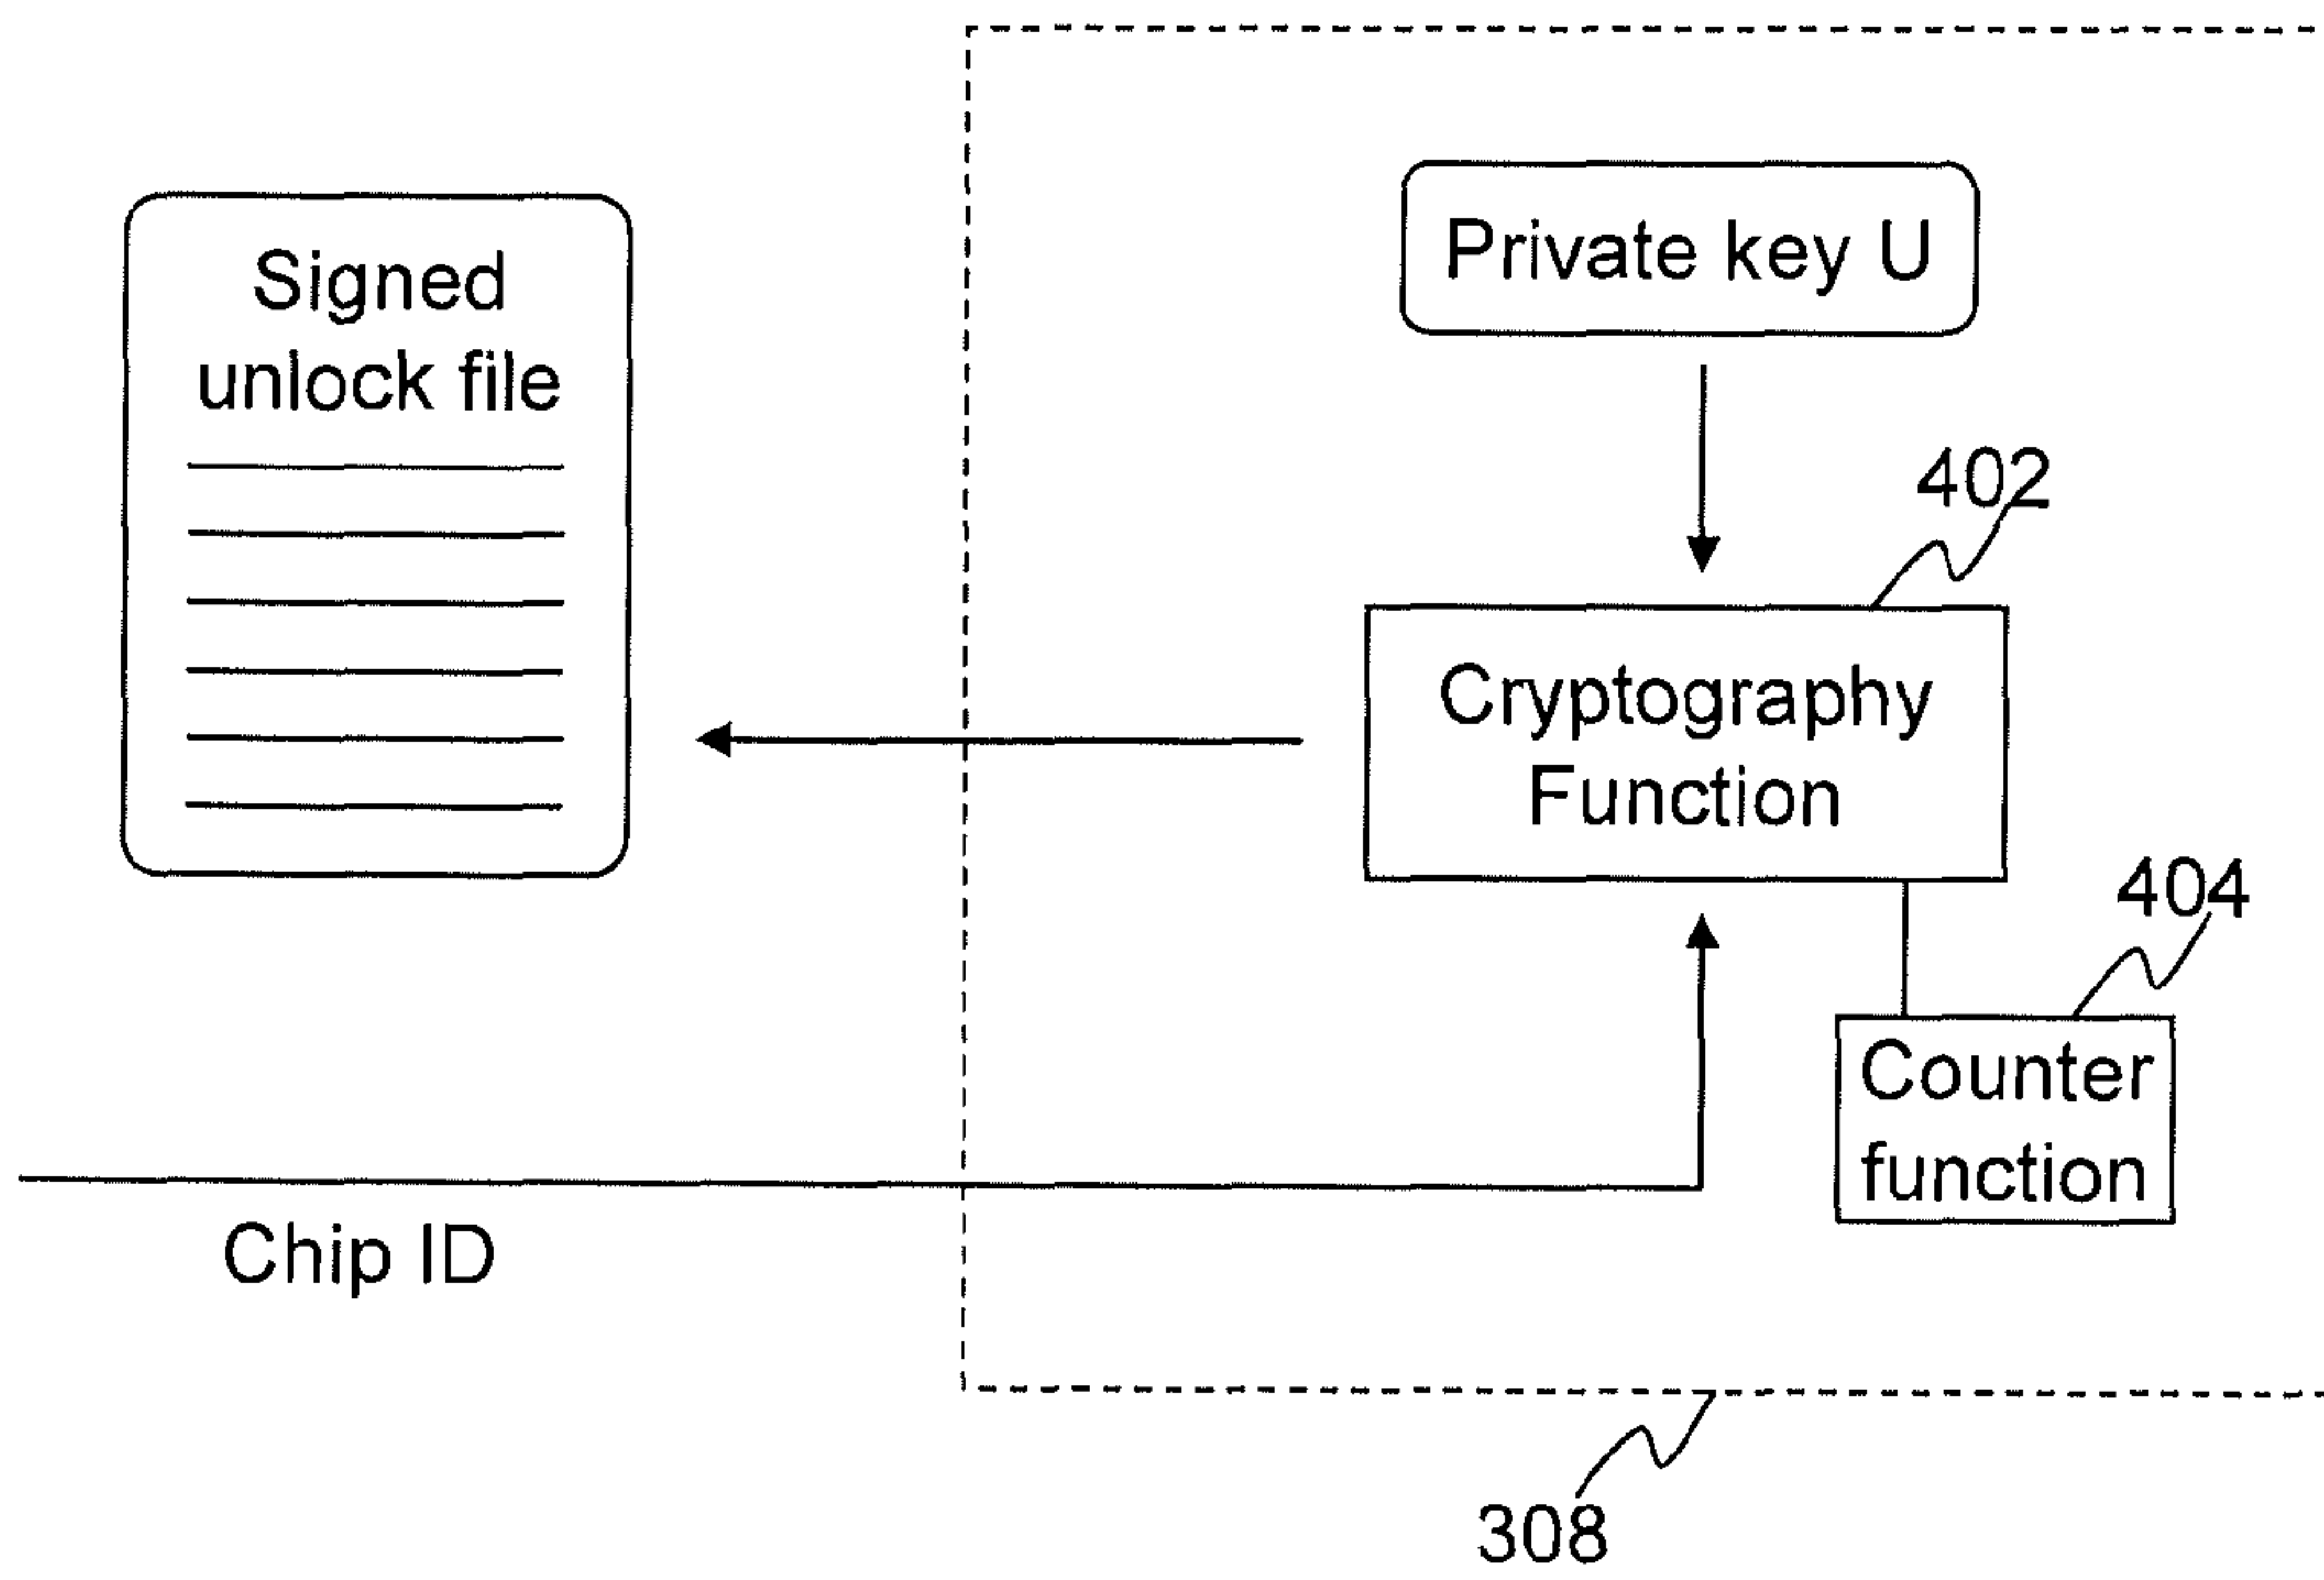 Signed
unlock file
Private key U
402
Cryptography
Function
404
Counter
function
Chip ID
308